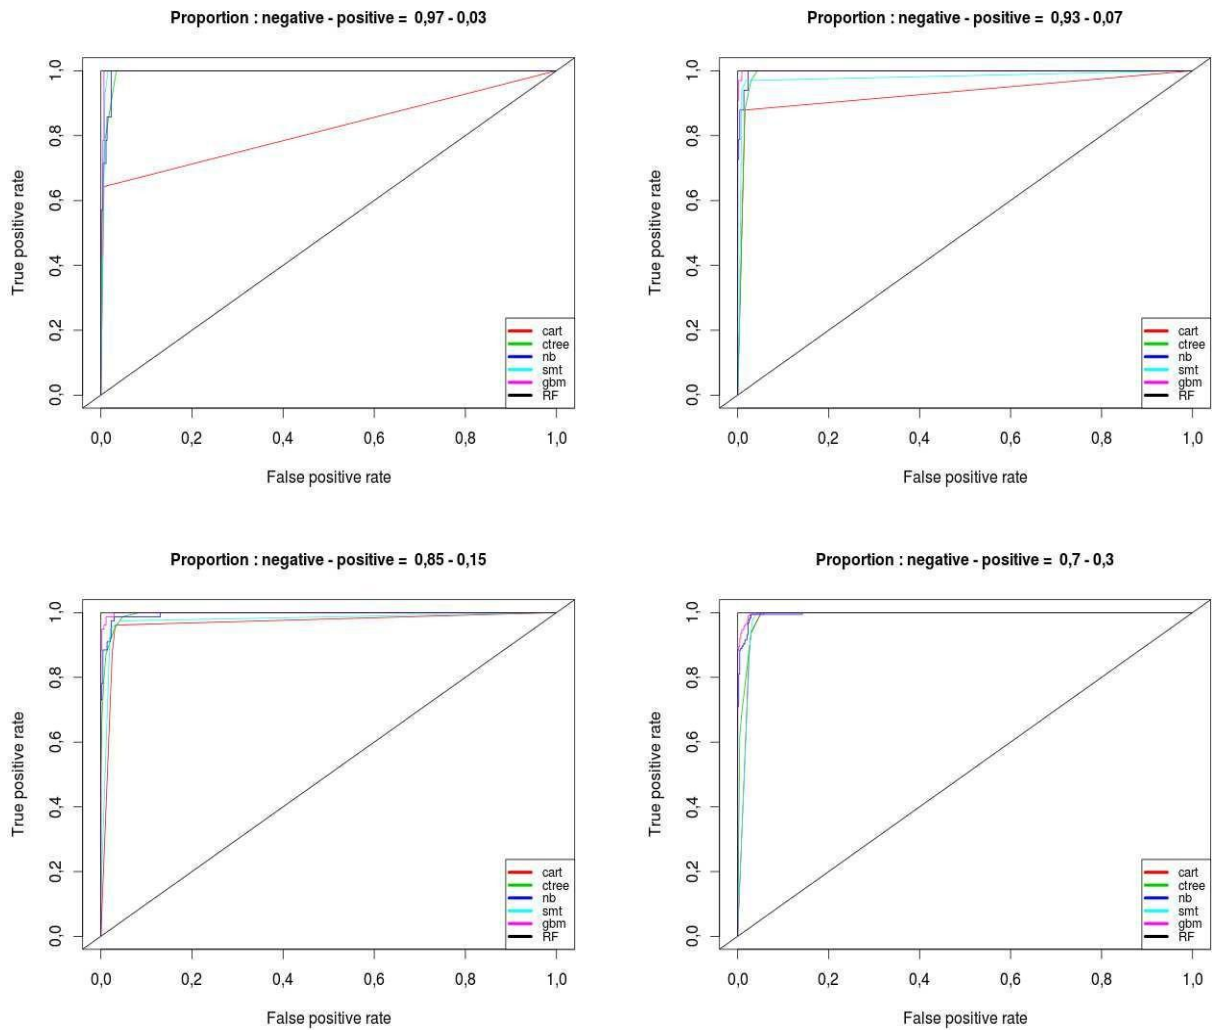 Proportion : negative - positive = 0,97 - 0,03
True positive rate
1,0
0,8
0,6
0,4
0,2
0,0
cart
ctree
nb
smt
gbm
RF
0,0 0,2 0,4 0,6 0,8 1,0
False positive rate
Proportion : negative - positive = 0,93 - 0,07
True positive rate
1,0
0,8
0,6
0,4
0,2
0,0
cart
ctree
nb
smt
gbm
RF
0,0 0,2 0,4 0,6 0,8 1,0
False positive rate
Proportion : negative - positive = 0,85 - 0,15
True positive rate
1,0
0,8
0,6
0,4
0,2
0,0
cart
ctree
nb
smt
gbm
RF
0,0 0,2 0,4 0,6 0,8 1,0
False positive rate
Proportion : negative - positive = 0,7 - 0,3
True positive rate
1,0
0,8
0,6
0,4
0,2
0,0
cart
ctree
nb
smt
gbm
RF
0,0 0,2 0,4 0,6 0,8 1,0
False positive rate